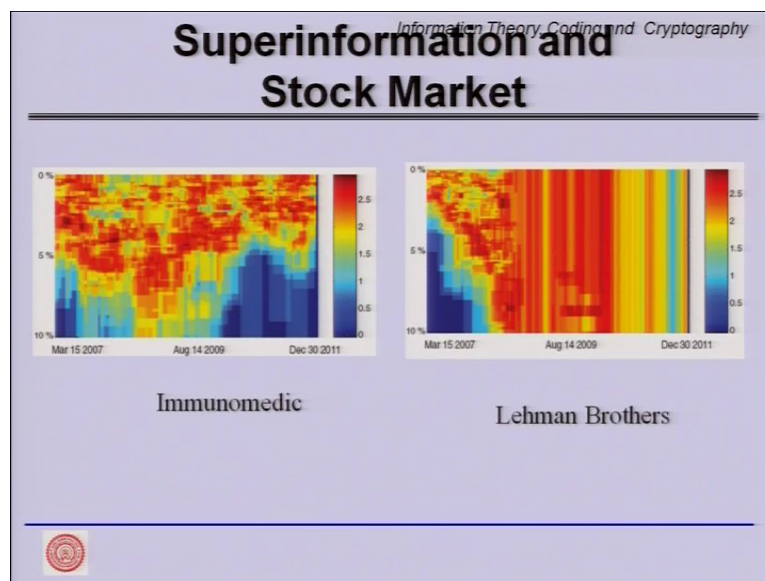 Information Theory, Coding and Cryptography
Superinformation and
Stock Market
0 %
5 %
10 %
Mar 15 2007
Aug 14 2009
Dec 30 2011
2.5
2
1.5
1
0.5
0
Immunomedic
0 %
5 %
10 %
Mar 15 2007
Aug 14 2009
Dec 30 2011
2.5
2
1.5
1
0.5
0
Lehman Brothers